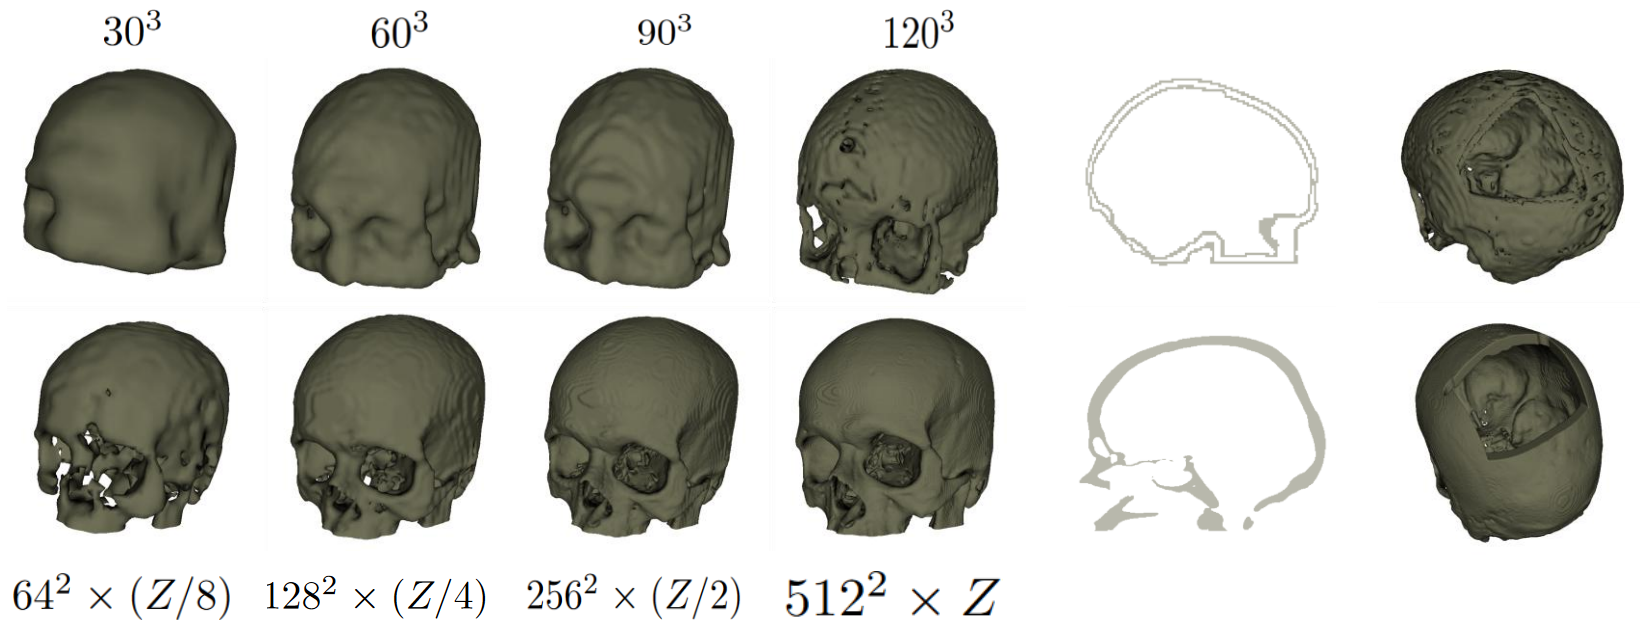 30³ 60³ 90³ 120³
64² × (Z/8) 128² × (Z/4) 256² × (Z/2) 512² × Z